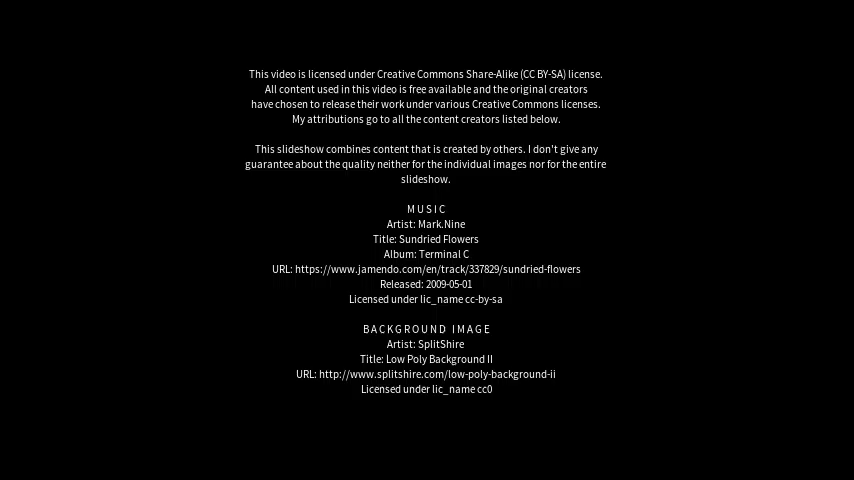 This video is licensed under Creative Commons Share-Alike (CC BY-SA) license.
All content used in this video is free available and the original creators
have chosen to release their work under various Creative Commons licenses.
My attributions go to all the content creators listed below.
This slideshow combines content that is created by others. I don't give any
guarantee about the quality neither for the individual images nor for the entire
slideshow.
MUSIC
Artist: Mark.Nine
Title: Sundried Flowers
Album: Terminal C
URL: https://www.jamendo.com/en/track/337829/sundried-flowers
Released: 2009-05-01
Licensed under lic_name cc-by-sa
BACKGROUND IMAGE
Artist: SplitShire
Title: Low Poly Background II
URL: http://www.splitshire.com/low-poly-background-ii
Licensed under lic_name cc0